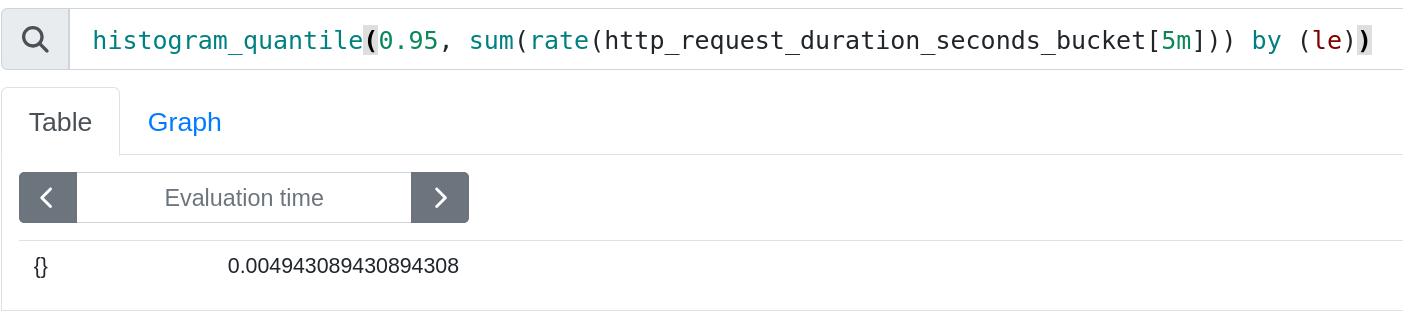 histogram_quantile(0.95, sum(rate(http_request_duration_seconds_bucket[5m])) by (le))
Table Graph
Evaluation time
{} 0.004943089430894308